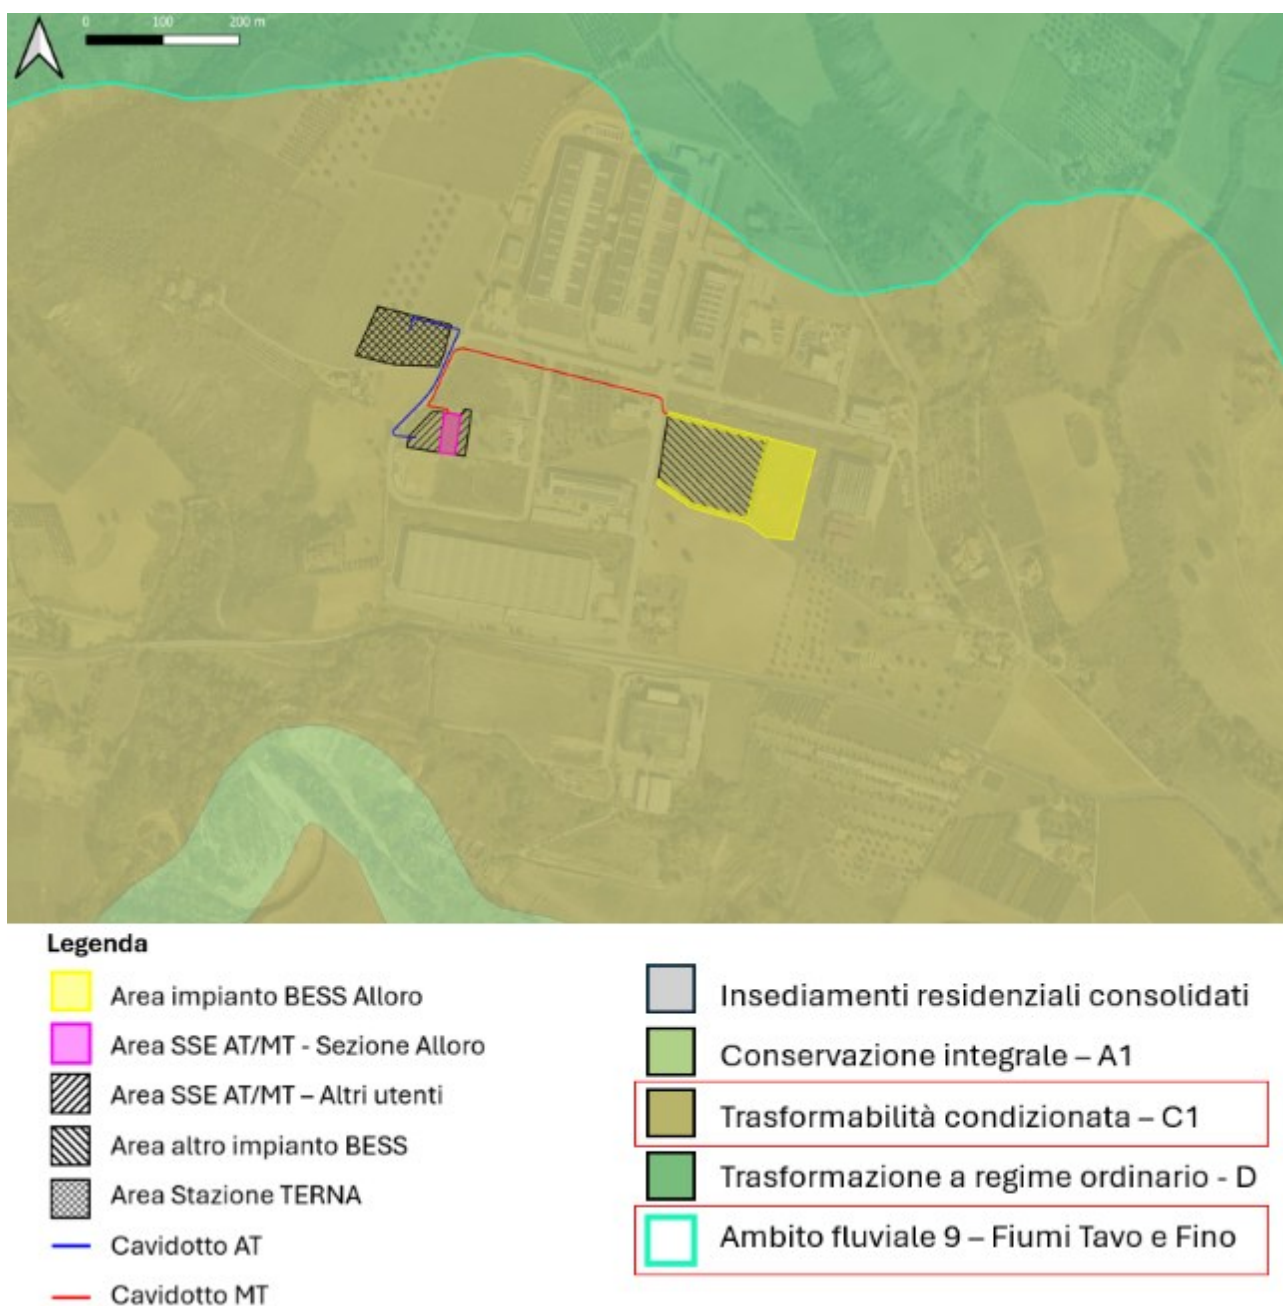 0 100 200 m
Legenda
Area impianto BESS Alloro
Area SSE AT/MT - Sezione Alloro
Area SSE AT/MT – Altri utenti
Area altro impianto BESS
Area Stazione TERNA
Cavidotto AT
Cavidotto MT
Insediamenti residenziali consolidati
Conservazione integrale – A1
Trasformabilità condizionata – C1
Trasformazione a regime ordinario - D
Ambito fluviale 9 – Fiumi Tavo e Fino